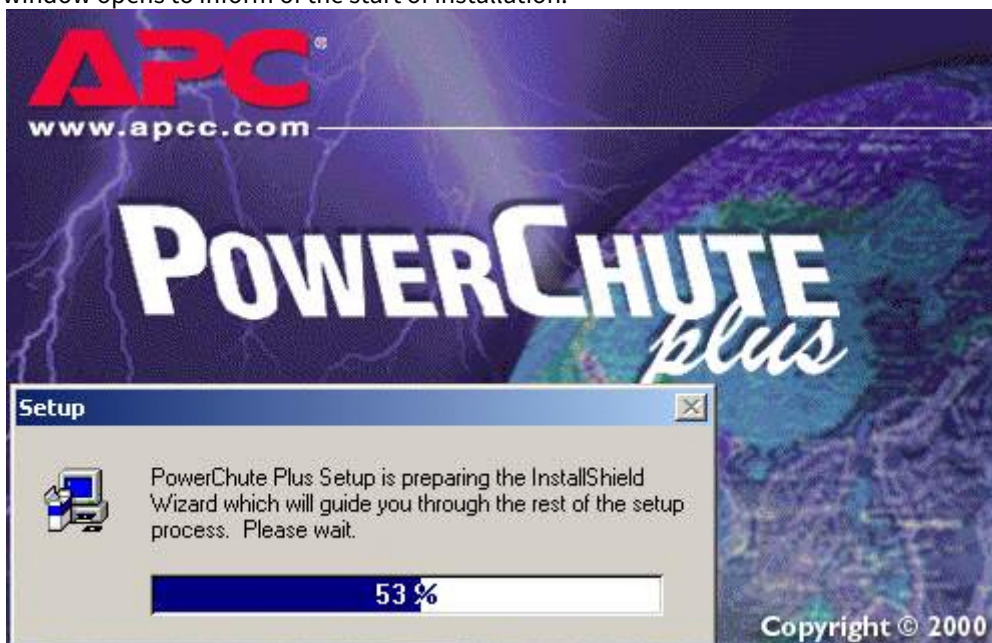 window opens to inform of the start of installation.
APC®
www.apcc.com
POWERCHUTE
plus
Setup
PowerChute Plus Setup is preparing the InstallShield
Wizard which will guide you through the rest of the setup
process. Please wait.
53 %
Copyright © 2000